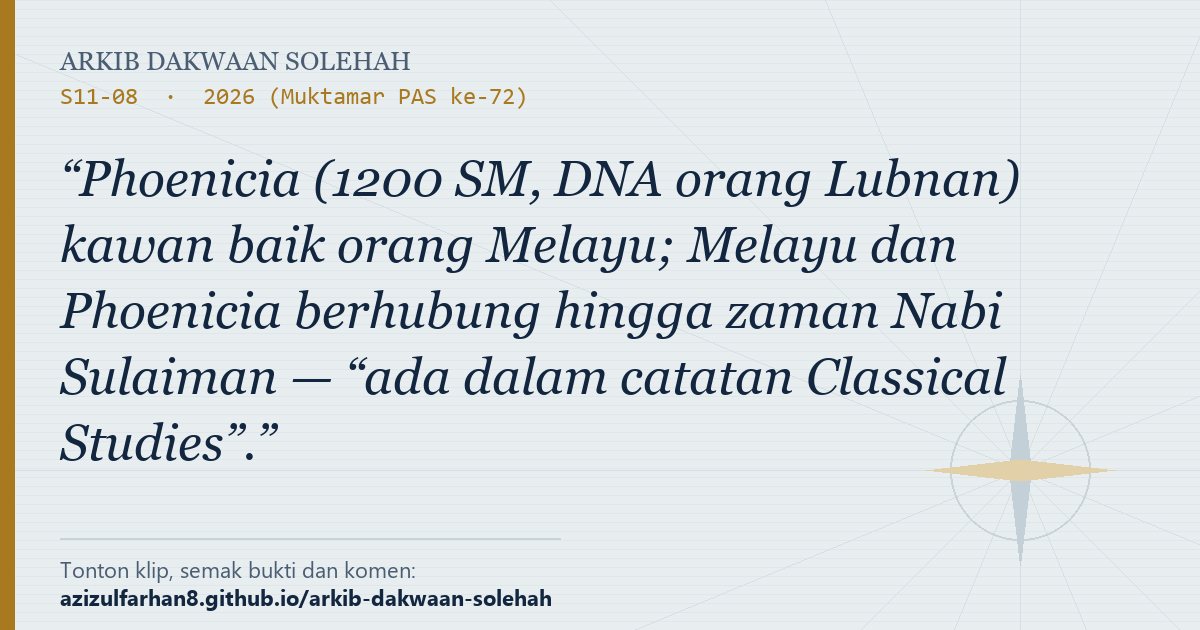 ARKIB DAKWAAN SOLEHAH
S11-08 · 2026 (Muktamar PAS ke-72)
“Phoenicia (1200 SM, DNA orang Lubnan)
kawan baik orang Melayu; Melayu dan
Phoenicia berhubung hingga zaman Nabi
Sulaiman — “ada dalam catatan Classical
Studies”.”
Tonton klip, semak bukti dan komen:
azizulfarhan8.github.io/arkib-dakwaan-solehah